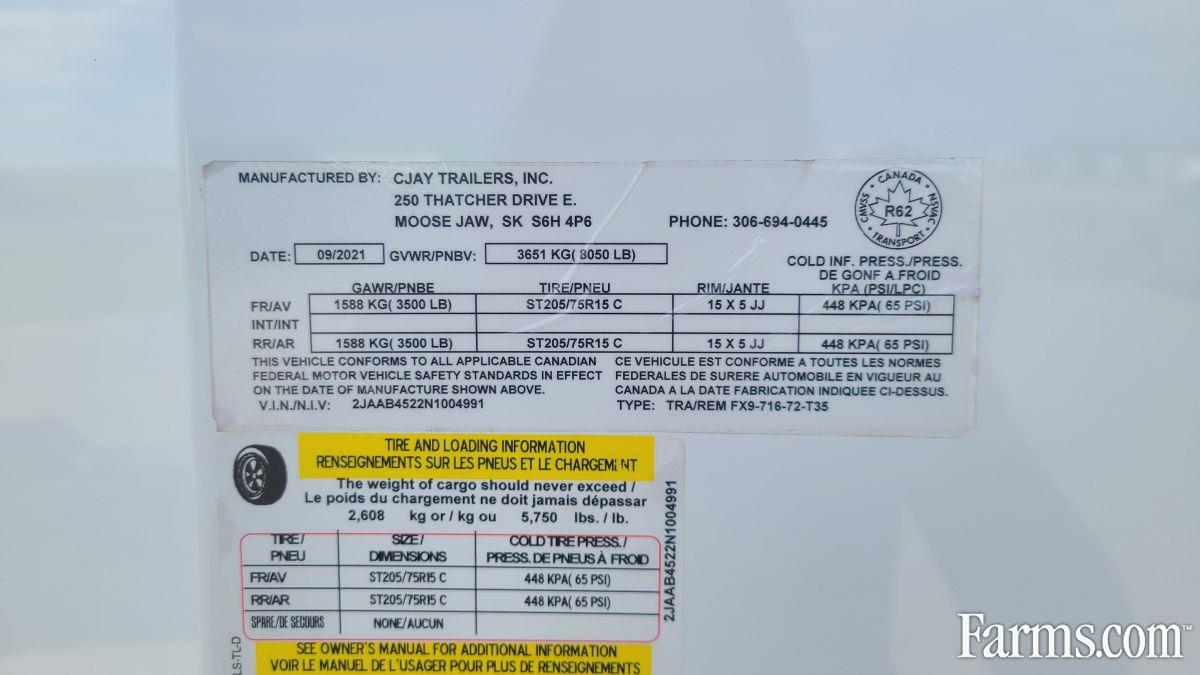 MANUFACTURED BY: CJAY TRAILERS, INC.
250 THATCHER DRIVE E.
MOOSE JAW, SK S6H 4P6 PHONE: 306-694-0445
CANADA
CMVSS R62 NSVAC
TRANSPORT
DATE: 09/2021 GVWR/PNBV: 3651 KG( 8050 LB)
COLD INF. PRESS./PRESS.
DE GONF A FROID
GAWR/PNBE TIRE/PNEU RIM/JANTE KPA (PSI/LPC)
FR/AV 1588 KG( 3500 LB) ST205/75R15 C 15 X 5 JJ 448 KPA( 65 PSI)
INT/INT
RR/AR 1588 KG( 3500 LB) ST205/75R15 C 15 X 5 JJ 448 KPA( 65 PSI)
THIS VEHICLE CONFORMS TO ALL APPLICABLE CANADIAN
FEDERAL MOTOR VEHICLE SAFETY STANDARDS IN EFFECT
ON THE DATE OF MANUFACTURE SHOWN ABOVE.
CE VEHICULE EST CONFORME A TOUTES LES NORMES
FEDERALES DE SURERE AUTOMOBILE EN VIGUEUR AU
CANADA A LA DATE FABRICATION INDIQUEE CI-DESSUS.
V.I.N./N.I.V: 2JAAB4522N1004991 TYPE: TRA/REM FX9-716-72-T35
TIRE AND LOADING INFORMATION
RENSEIGNEMENTS SUR LES PNEUS ET LE CHARGEMENT
The weight of cargo should never exceed /
Le poids du chargement ne doit jamais dépassar
2,608 kg or / kg ou 5,750 lbs. / lb.
TIRE / PNEU SIZE / DIMENSIONS COLD TIRE PRESS. / PRESS. DE PNEUS À FROID
FR/AV ST205/75R15 C 448 KPA( 65 PSI)
RR/AR ST205/75R15 C 448 KPA( 65 PSI)
SPARE/DE SECOURS NONE/AUCUN
SEE OWNER'S MANUAL FOR ADDITIONAL INFORMATION
VOIR LE MANUEL DE L'USAGER POUR PLUS DE RENSEIGNEMENTS
2JAAB4522N1004991
LS-TL-D
Farms.com™